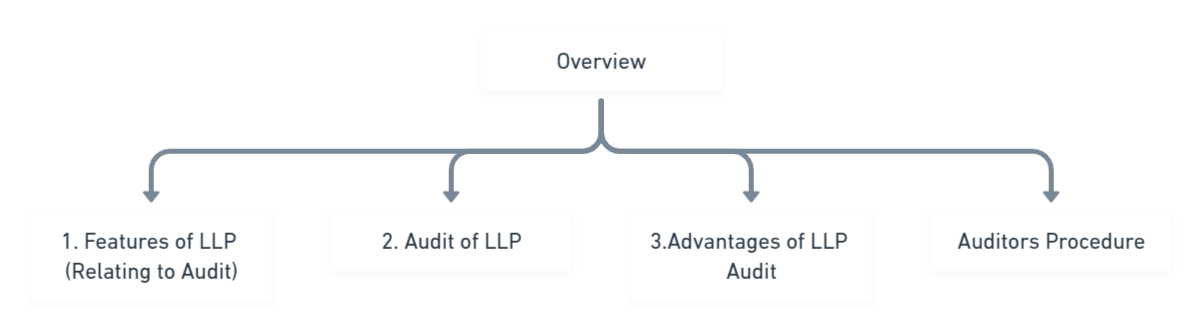 Overview
1. Features of LLP
(Relating to Audit)
2. Audit of LLP
3.Advantages of LLP
Audit
Auditors Procedure